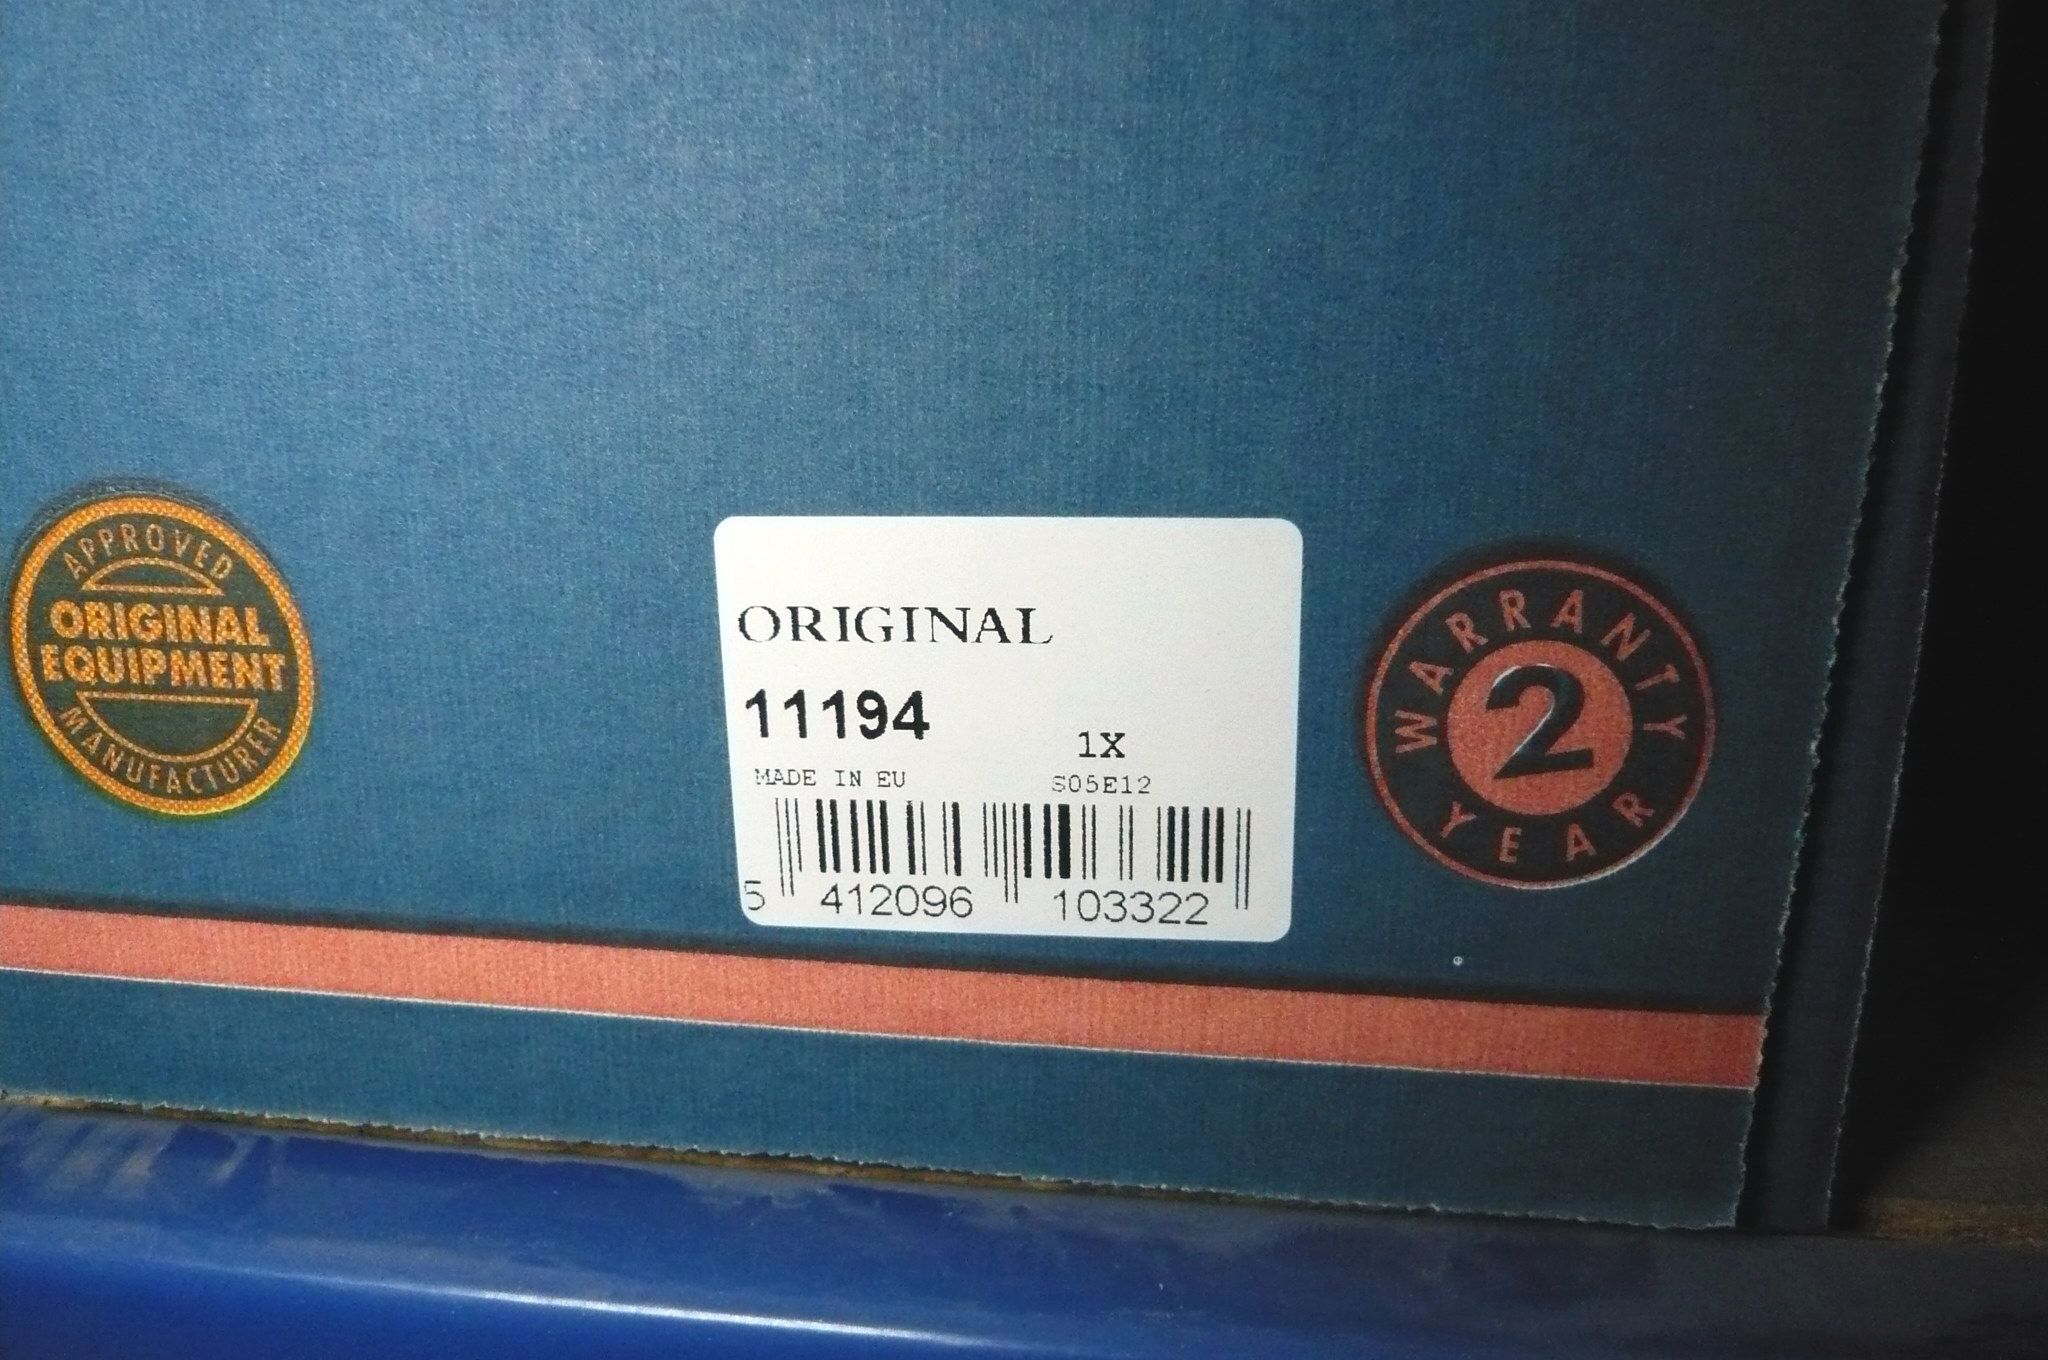 APPROVED
ORIGINAL
EQUIPMENT
MANUFACTURER
ORIGINAL
11194
1X
MADE IN EU
S05E12
5 412096 103322
WARRANTY
2
YEAR